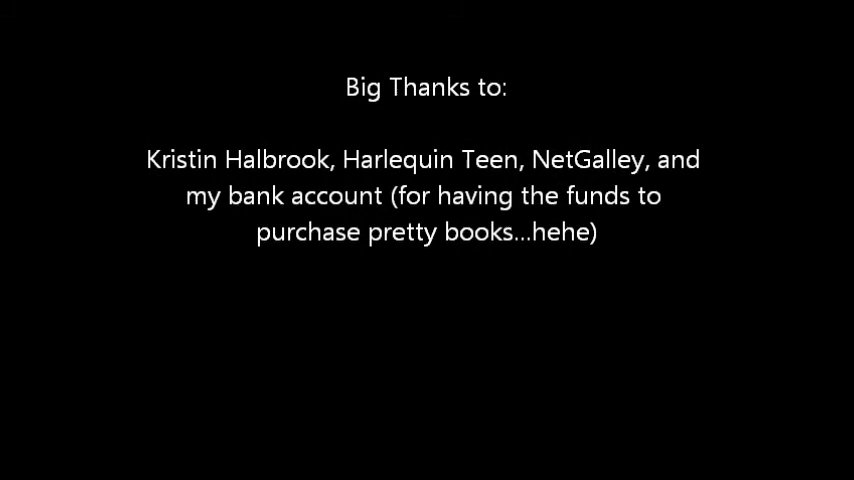 Big Thanks to:
Kristin Halbrook, Harlequin Teen, NetGalley, and
my bank account (for having the funds to
purchase pretty books...hehe)